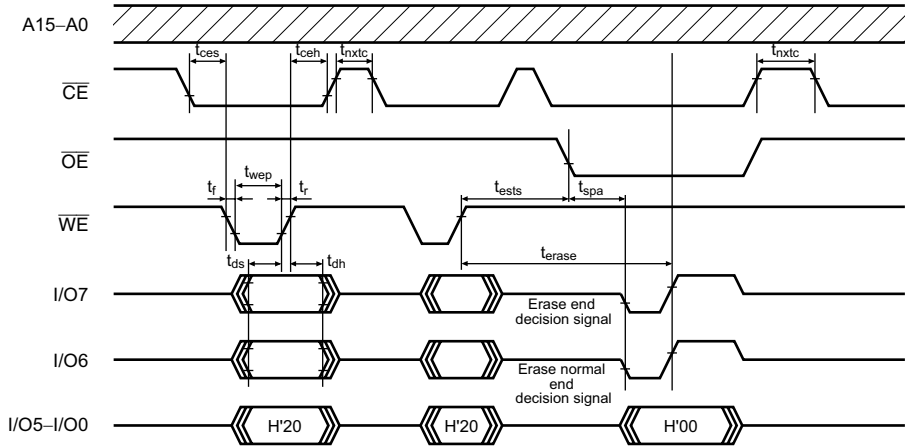 A15–A0
tces
tceh
tnxtc
tnxtc
CE
OE
tf
twep
tr
tests
tspa
WE
tds
tdh
terase
I/O7
Erase end
decision signal
I/O6
Erase normal
end
decision signal
I/O5–I/O0
H'20
H'20
H'00